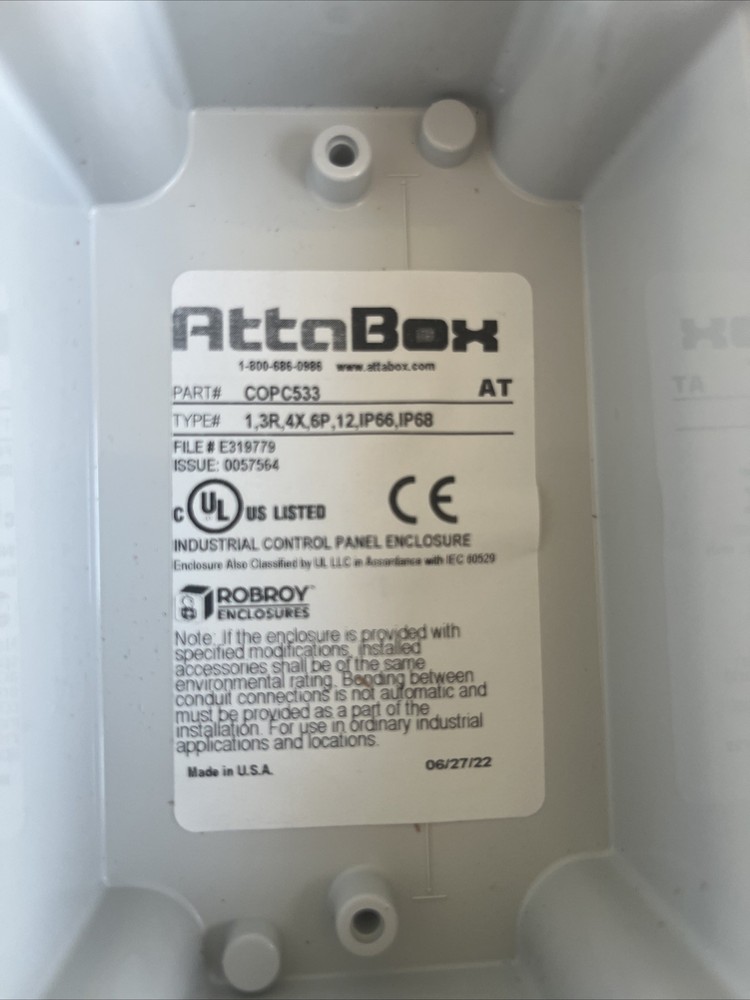 AttaBox
1-800-686-0986 www.attabox.com
PART# COPC533 AT
TYPE# 1,3R,4X,6P,12,IP66,IP68
FILE # E319779
ISSUE: 0057564
C UL US LISTED CE
INDUSTRIAL CONTROL PANEL ENCLOSURE
Enclosure Also Classified by UL LLC in Accordance with IEC 60529
ROBROY™
ENCLOSURES
Note: If the enclosure is provided with
specified modifications, installed
accessories shall be of the same
environmental rating. Bonding between
conduit connections is not automatic and
must be provided as a part of the
installation. For use in ordinary industrial
applications and locations.
Made in U.S.A. 06/27/22